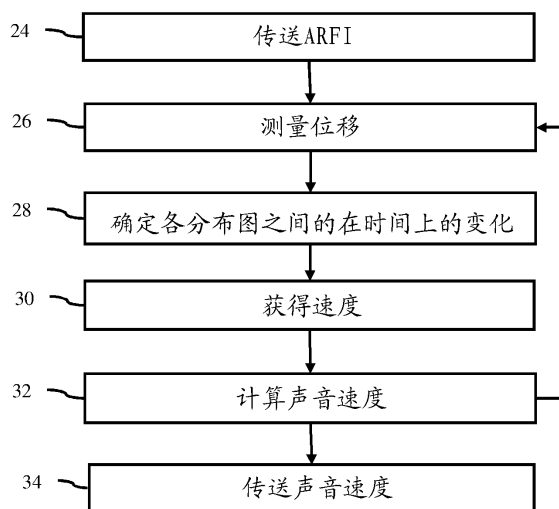 24
传送ARFI
26
测量位移
28
确定各分布图之间的在时间上的变化
30
获得速度
32
计算声音速度
34
传送声音速度